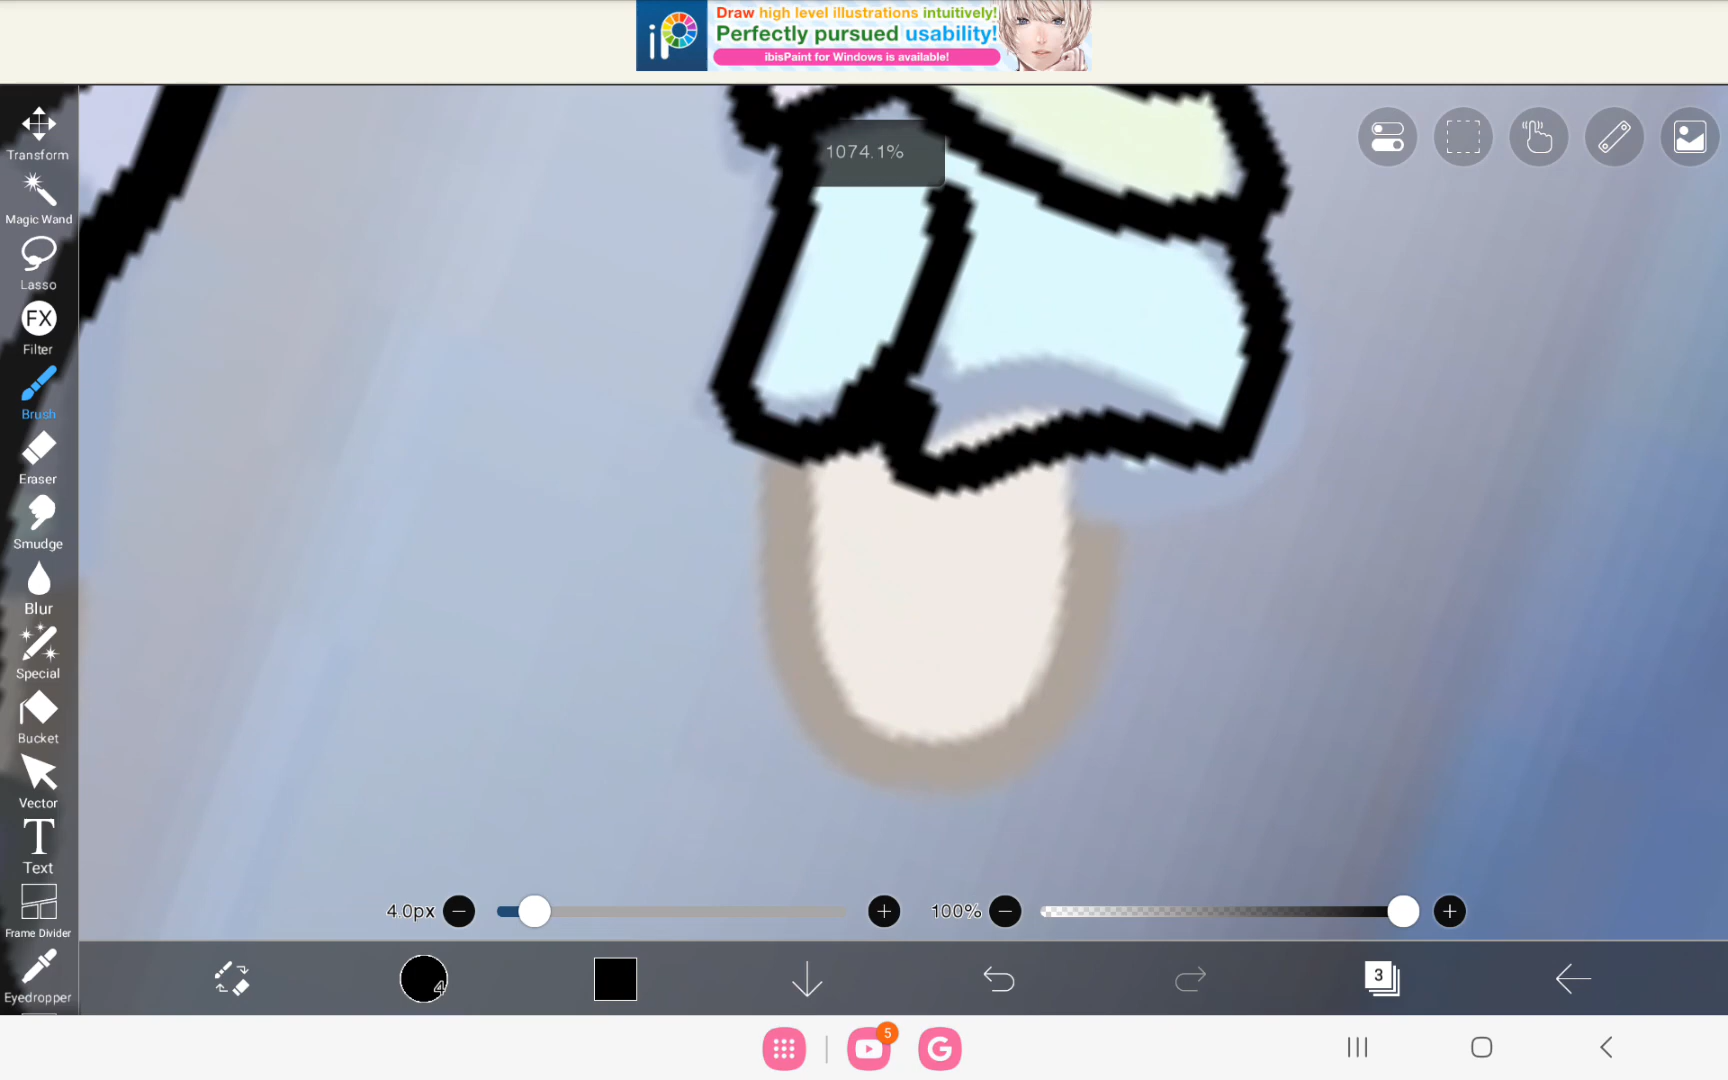 iP
Draw high level illustrations intuitively!
Perfectly pursued usability!
ibisPaint for Windows is available!
1074.1%
Transform
Magic Wand
Lasso
FX
Filter
Brush
Eraser
Smudge
Blur
Special
Bucket
Vector
T
Text
Frame Divider
Eyedropper
4.0px
100%
4
3
5
G